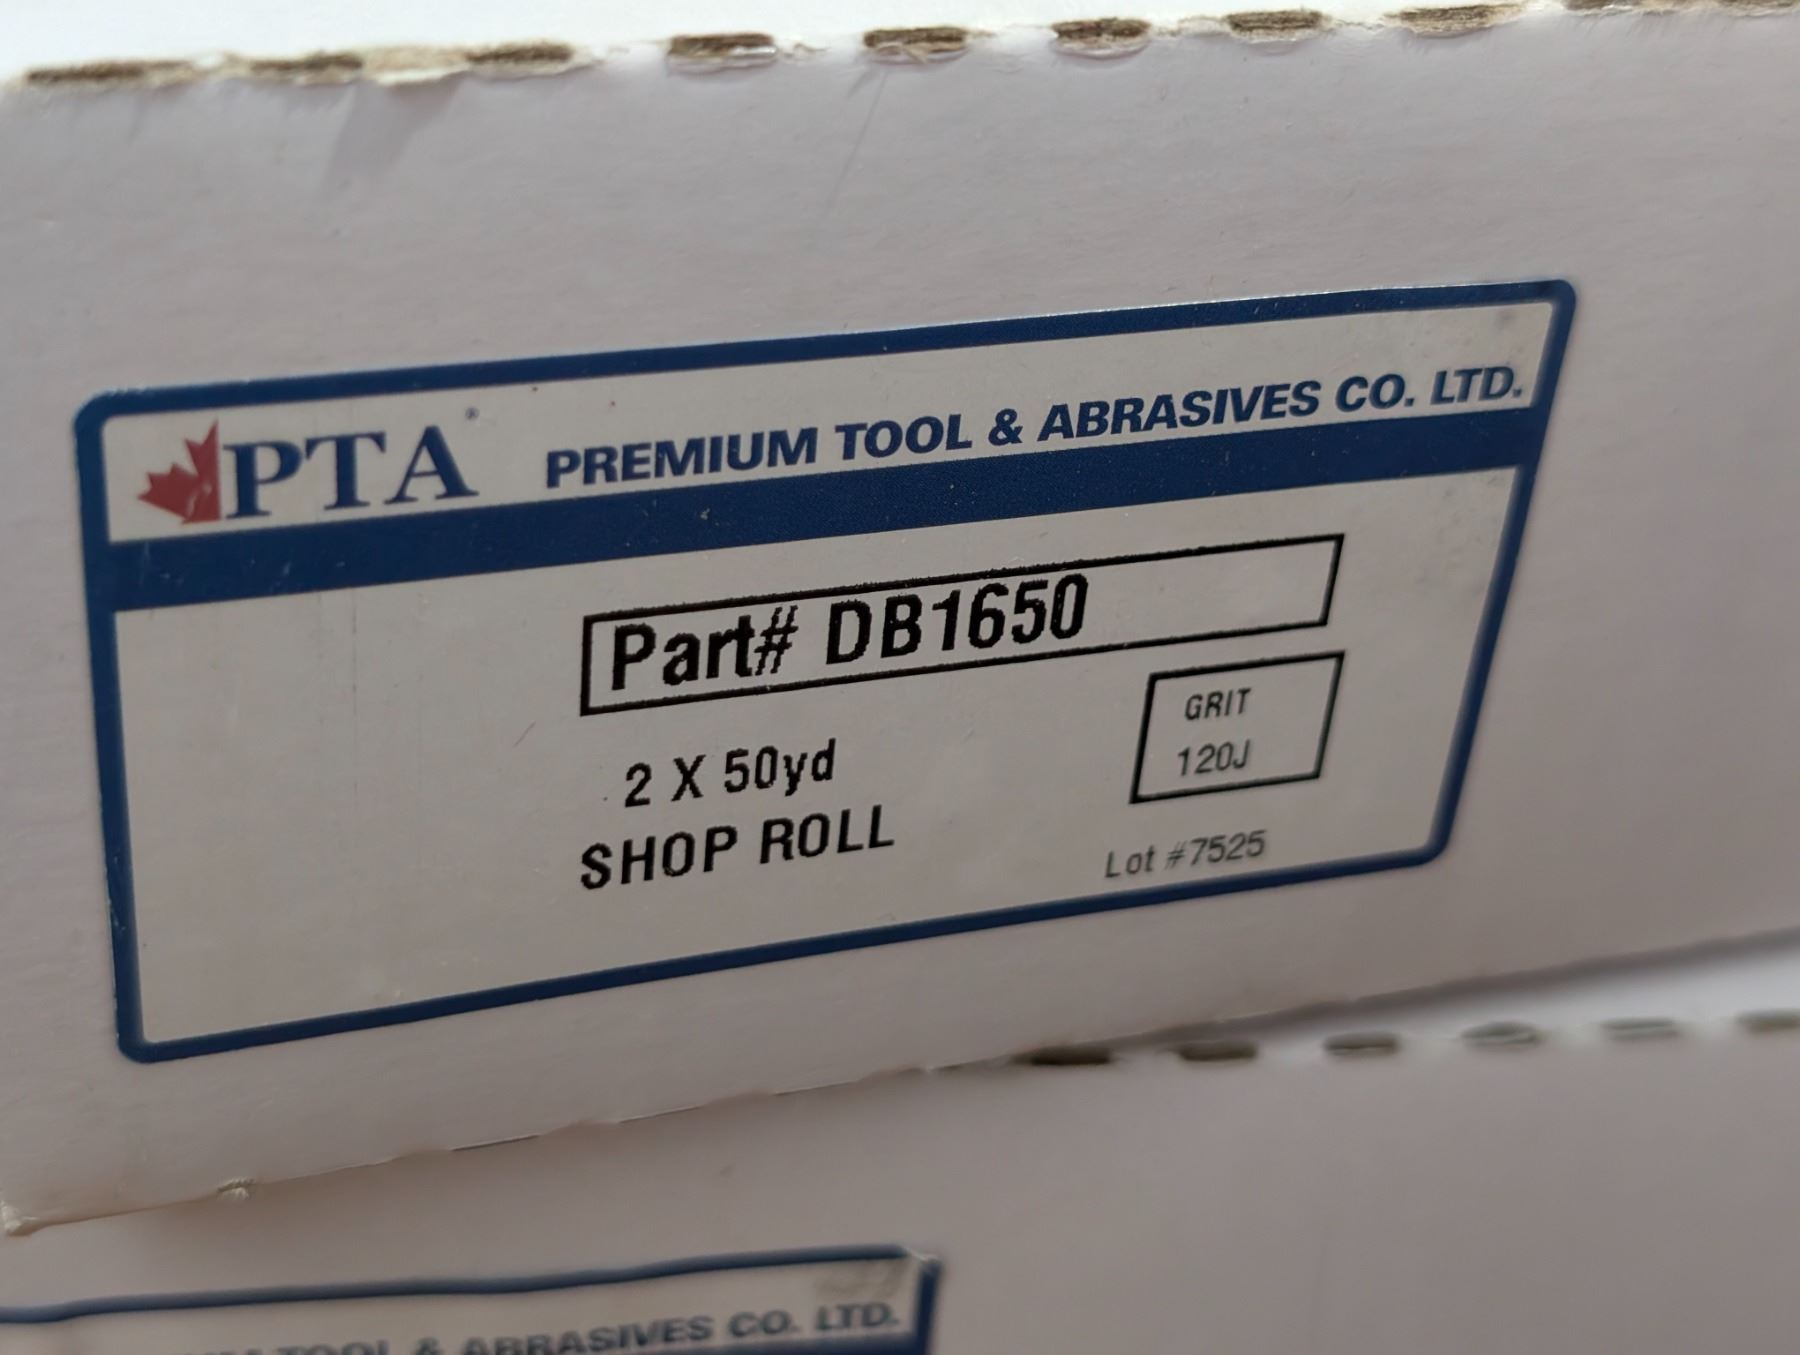 PTA® PREMIUM TOOL & ABRASIVES CO. LTD.
Part# DB1650
2 X 50yd
SHOP ROLL
GRIT
120J
Lot #7525
TOOL & ABRASIVES CO. LTD.